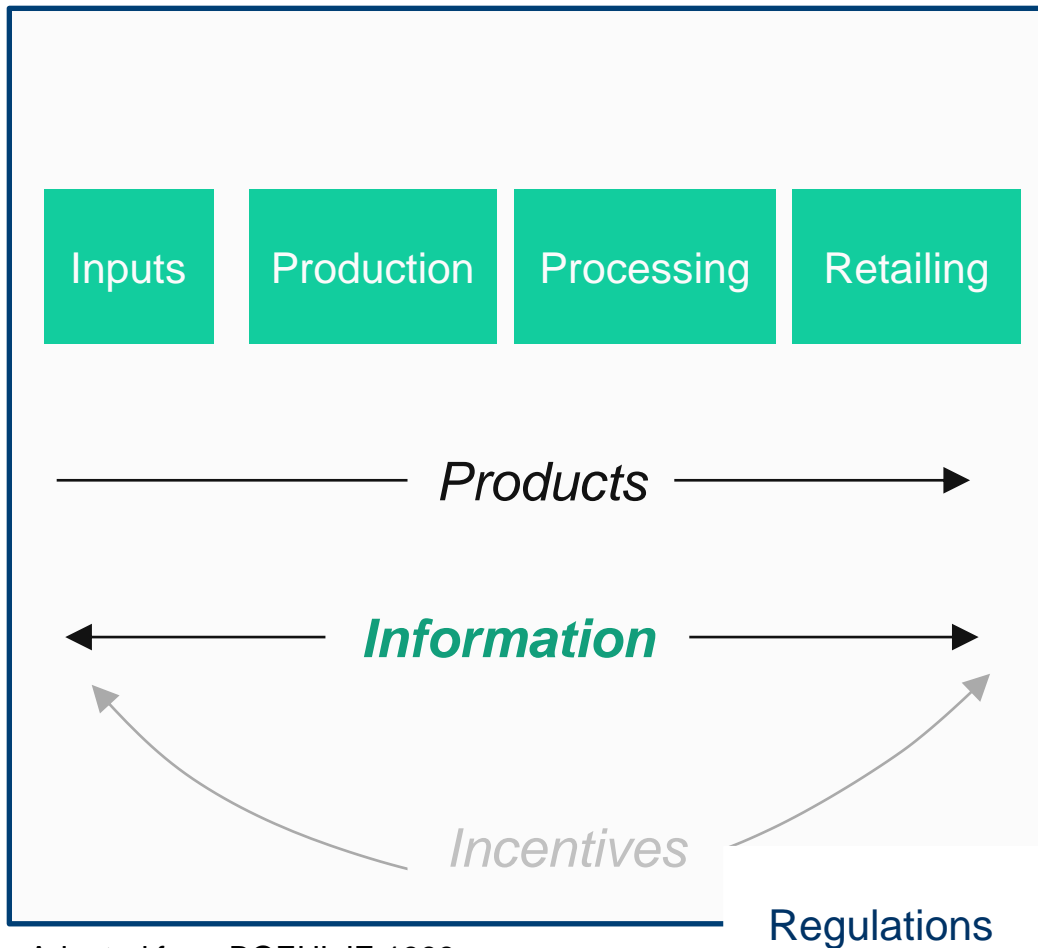 Inputs Production Processing Retailing
Products
Information
Incentives
Regulations